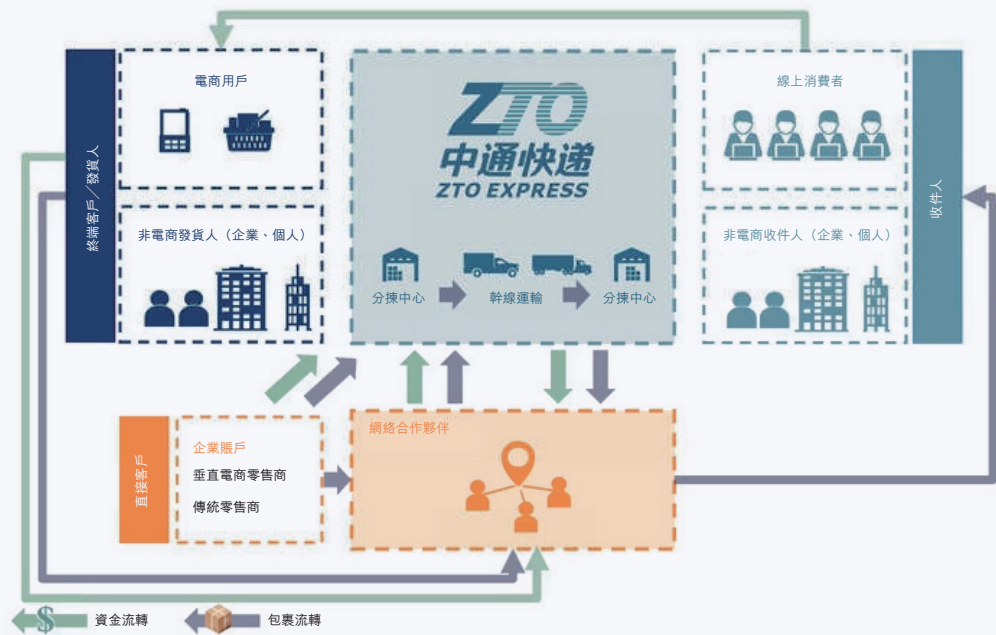 終端客戶／發貨人
電商用戶
非電商發貨人（企業、個人）
ZTO
中通快递
ZTO EXPRESS
分揀中心
幹線運輸
分揀中心
線上消費者
非電商收件人（企業、個人）
收件人
直接客戶
企業賬戶
垂直電商零售商
傳統零售商
網絡合作夥伴
$
資金流轉
包裹流轉